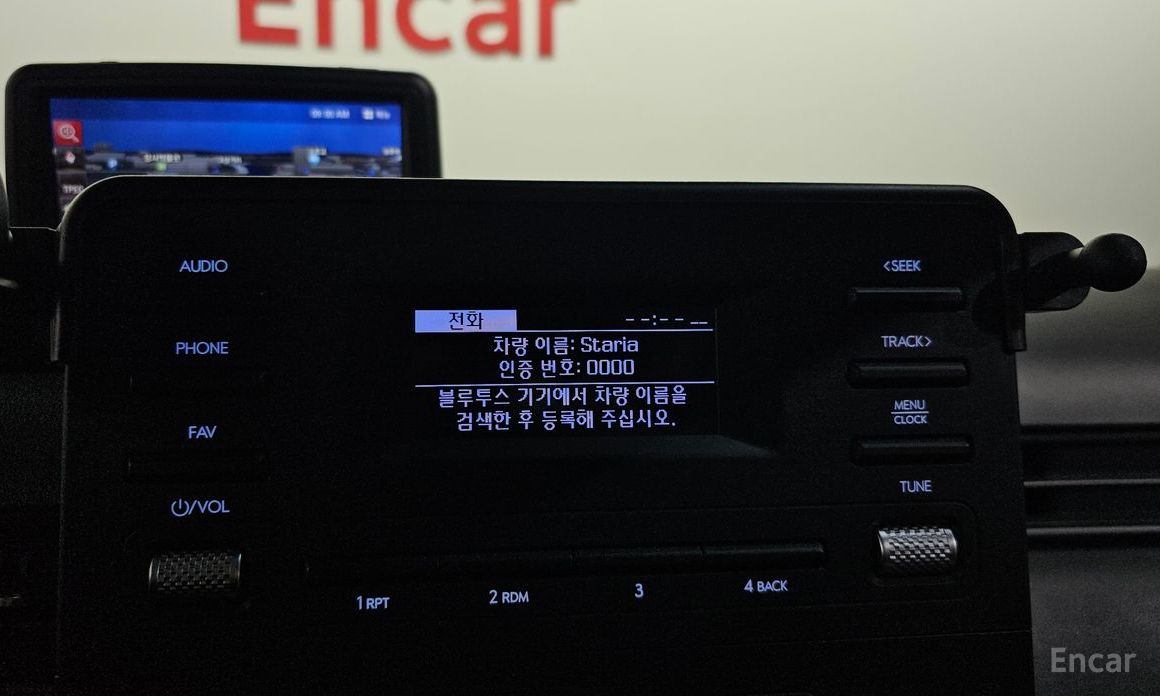 Encar
TPEG
AUDIO
PHONE
FAV
/VOL
전화
--:-- __
차량 이름: Staria
인증 번호: 0000
블루투스 기기에서 차량 이름을
검색한 후 등록해 주십시오.
<SEEK
TRACK>
MENU
CLOCK
TUNE
1 RPT
2 RDM
3
4 BACK
Encar